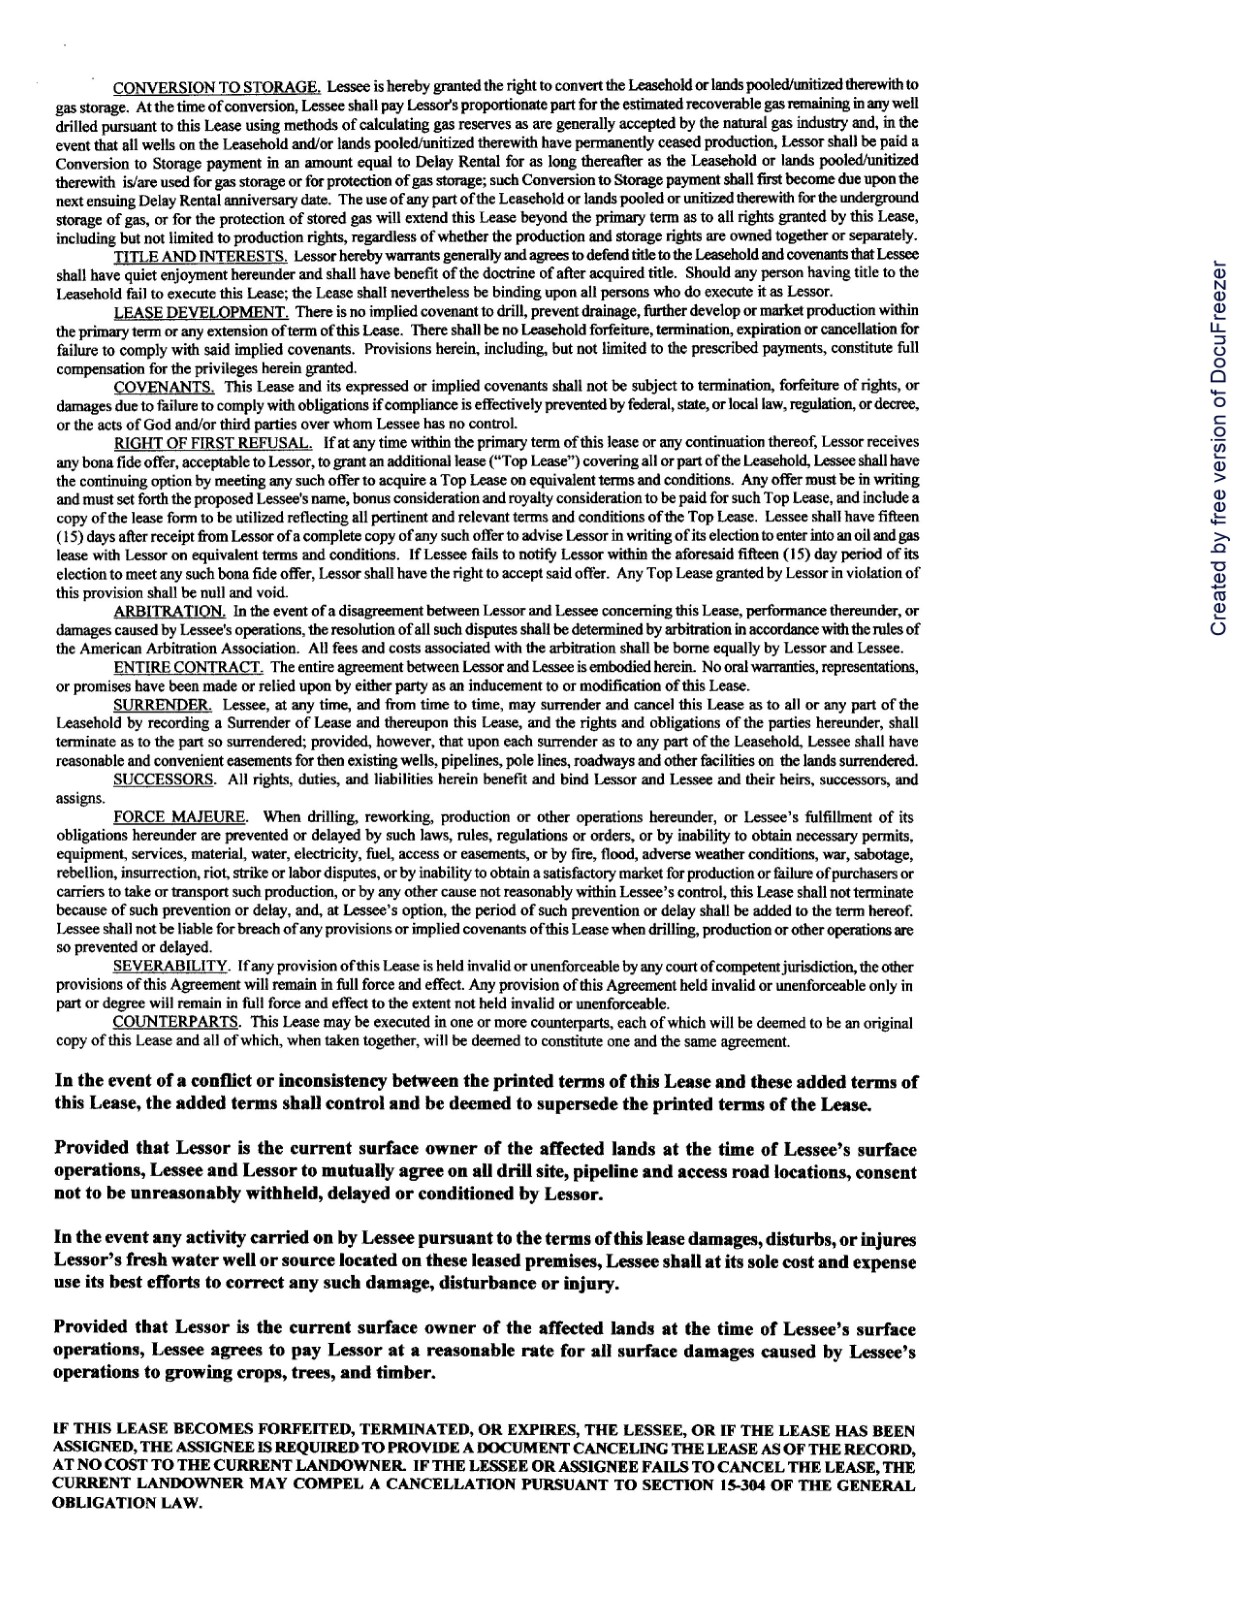 CONVERSION TO STORAGE. Lessee is hereby granted the right to convert the Leasehold or lands pooled/unitized therewith to
gas storage. At the time of conversion, Lessee shall pay Lessor's proportionate part for the estimated recoverable gas remaining in any well
drilled pursuant to this Lease using methods of calculating gas reserves as are generally accepted by the natural gas industry and, in the
event that all wells on the Leasehold and/or lands pooled/unitized therewith have permanently ceased production, Lessor shall be paid a
Conversion to Storage payment in an amount equal to Delay Rental for as long thereafter as the Leasehold or lands pooled/unitized
therewith is/are used for gas storage or for protection of gas storage; such Conversion to Storage payment shall first become due upon the
next ensuing Delay Rental anniversary date. The use of any part of the Leasehold or lands pooled or unitized therewith for the underground
storage of gas, or for the protection of stored gas will extend this Lease beyond the primary term as to all rights granted by this Lease,
including but not limited to production rights, regardless of whether the production and storage rights are owned together or separately.
TITLE AND INTERESTS. Lessor hereby warrants generally and agrees to defend title to the Leasehold and covenants that Lessee
shall have quiet enjoyment hereunder and shall have benefit of the doctrine of after acquired title. Should any person having title to the
Leasehold fail to execute this Lease; the Lease shall nevertheless be binding upon all persons who do execute it as Lessor.
LEASE DEVELOPMENT. There is no implied covenant to drill, prevent drainage, further develop or market production within
the primary term or any extension of term of this Lease. There shall be no Leasehold forfeiture, termination, expiration or cancellation for
failure to comply with said implied covenants. Provisions herein, including, but not limited to the prescribed payments, constitute full
compensation for the privileges herein granted.
COVENANTS. This Lease and its expressed or implied covenants shall not be subject to termination, forfeiture of rights, or
damages due to failure to comply with obligations if compliance is effectively prevented by federal, state, or local law, regulation, or decree,
or the acts of God and/or third parties over whom Lessee has no control.
RIGHT OF FIRST REFUSAL. If at any time within the primary term of this lease or any continuation thereof, Lessor receives
any bona fide offer, acceptable to Lessor, to grant an additional lease (“Top Lease”) covering all or part of the Leasehold, Lessee shall have
the continuing option by meeting any such offer to acquire a Top Lease on equivalent terms and conditions. Any offer must be in writing
and must set forth the proposed Lessee's name, bonus consideration and royalty consideration to be paid for such Top Lease, and include a
copy of the lease form to be utilized reflecting all pertinent and relevant terms and conditions of the Top Lease. Lessee shall have fifteen
(15) days after receipt from Lessor of a complete copy of any such offer to advise Lessor in writing of its election to enter into an oil and gas
lease with Lessor on equivalent terms and conditions. If Lessee fails to notify Lessor within the aforesaid fifteen (15) day period of its
election to meet any such bona fide offer, Lessor shall have the right to accept said offer. Any Top Lease granted by Lessor in violation of
this provision shall be null and void.
ARBITRATION. In the event of a disagreement between Lessor and Lessee concerning this Lease, performance thereunder, or
damages caused by Lessee's operations, the resolution of all such disputes shall be determined by arbitration in accordance with the rules of
the American Arbitration Association. All fees and costs associated with the arbitration shall be borne equally by Lessor and Lessee.
ENTIRE CONTRACT. The entire agreement between Lessor and Lessee is embodied herein. No oral warranties, representations,
or promises have been made or relied upon by either party as an inducement to or modification of this Lease.
SURRENDER. Lessee, at any time, and from time to time, may surrender and cancel this Lease as to all or any part of the
Leasehold by recording a Surrender of Lease and thereupon this Lease, and the rights and obligations of the parties hereunder, shall
terminate as to the part so surrendered; provided, however, that upon each surrender as to any part of the Leasehold, Lessee shall have
reasonable and convenient easements for then existing wells, pipelines, pole lines, roadways and other facilities on the lands surrendered.
SUCCESSORS. All rights, duties, and liabilities herein benefit and bind Lessor and Lessee and their heirs, successors, and
assigns.
FORCE MAJEURE. When drilling, reworking, production or other operations hereunder, or Lessee’s fulfillment of its
obligations hereunder are prevented or delayed by such laws, rules, regulations or orders, or by inability to obtain necessary permits,
equipment, services, material, water, electricity, fuel, access or easements, or by fire, flood, adverse weather conditions, war, sabotage,
rebellion, insurrection, riot, strike or labor disputes, or by inability to obtain a satisfactory market for production or failure of purchasers or
carriers to take or transport such production, or by any other cause not reasonably within Lessee’s control, this Lease shall not terminate
because of such prevention or delay, and, at Lessee’s option, the period of such prevention or delay shall be added to the term hereof.
Lessee shall not be liable for breach of any provisions or implied covenants of this Lease when drilling, production or other operations are
so prevented or delayed.
SEVERABILITY. If any provision of this Lease is held invalid or unenforceable by any court of competent jurisdiction, the other
provisions of this Agreement will remain in full force and effect. Any provision of this Agreement held invalid or unenforceable only in
part or degree will remain in full force and effect to the extent not held invalid or unenforceable.
COUNTERPARTS. This Lease may be executed in one or more counterparts, each of which will be deemed to be an original
copy of this Lease and all of which, when taken together, will be deemed to constitute one and the same agreement.
In the event of a conflict or inconsistency between the printed terms of this Lease and these added terms of
this Lease, the added terms shall control and be deemed to supersede the printed terms of the Lease.
Provided that Lessor is the current surface owner of the affected lands at the time of Lessee’s surface
operations, Lessee and Lessor to mutually agree on all drill site, pipeline and access road locations, consent
not to be unreasonably withheld, delayed or conditioned by Lessor.
In the event any activity carried on by Lessee pursuant to the terms of this lease damages, disturbs, or injures
Lessor’s fresh water well or source located on these leased premises, Lessee shall at its sole cost and expense
use its best efforts to correct any such damage, disturbance or injury.
Provided that Lessor is the current surface owner of the affected lands at the time of Lessee’s surface
operations, Lessee agrees to pay Lessor at a reasonable rate for all surface damages caused by Lessee’s
operations to growing crops, trees, and timber.
IF THIS LEASE BECOMES FORFEITED, TERMINATED, OR EXPIRES, THE LESSEE, OR IF THE LEASE HAS BEEN
ASSIGNED, THE ASSIGNEE IS REQUIRED TO PROVIDE A DOCUMENT CANCELING THE LEASE AS OF THE RECORD,
AT NO COST TO THE CURRENT LANDOWNER. IF THE LESSEE OR ASSIGNEE FAILS TO CANCEL THE LEASE, THE
CURRENT LANDOWNER MAY COMPEL A CANCELLATION PURSUANT TO SECTION 15-304 OF THE GENERAL
OBLIGATION LAW.
Created by free version of DocuFreezer